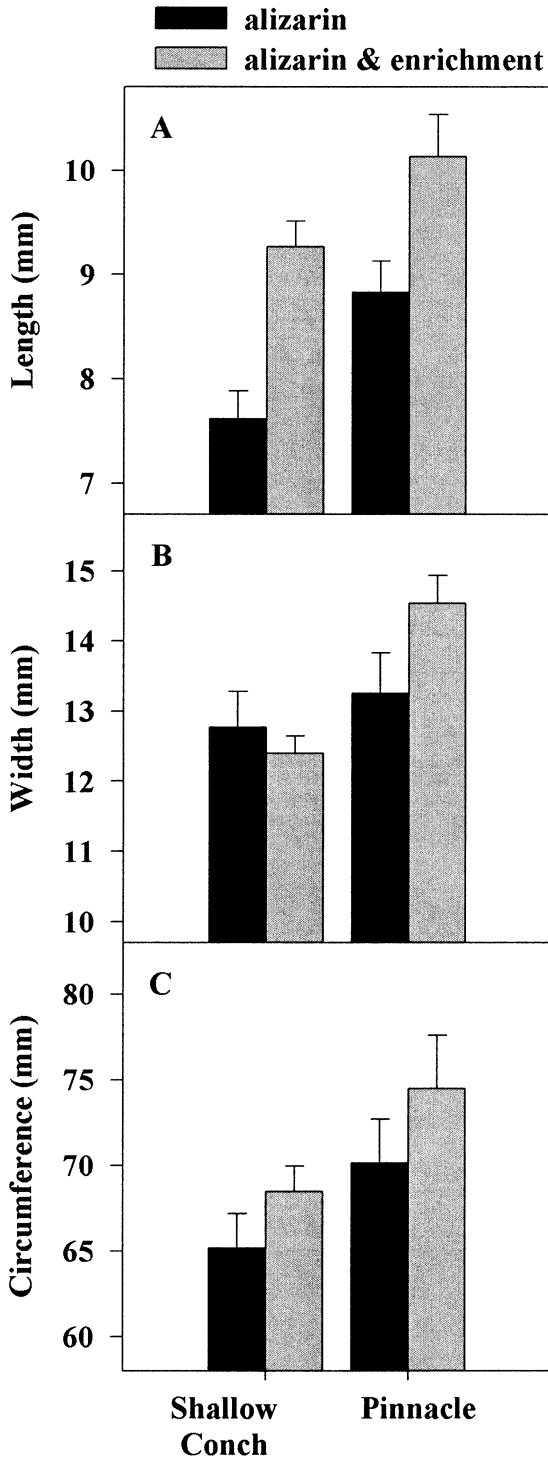 alizarin
alizarin & enrichment
A
10
9
8
7
Length (mm)
B
15
14
13
12
11
10
Width (mm)
C
80
75
70
65
60
Circumference (mm)
Shallow
Conch
Pinnacle